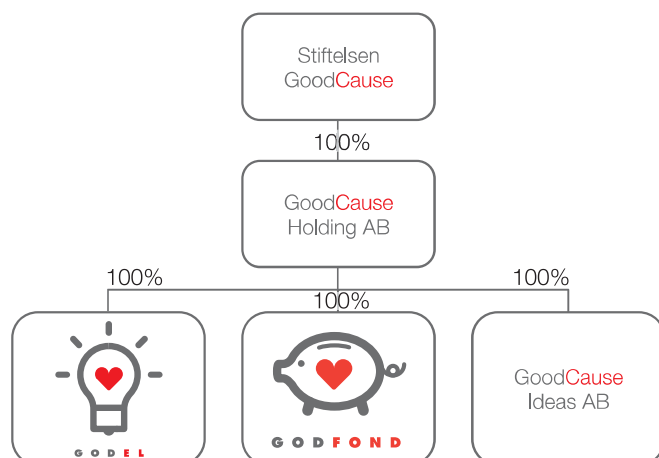 Stiftelsen
GoodCause
100%
GoodCause
Holding AB
100%
100%
100%
GODEL
GODFOND
GoodCause
Ideas AB